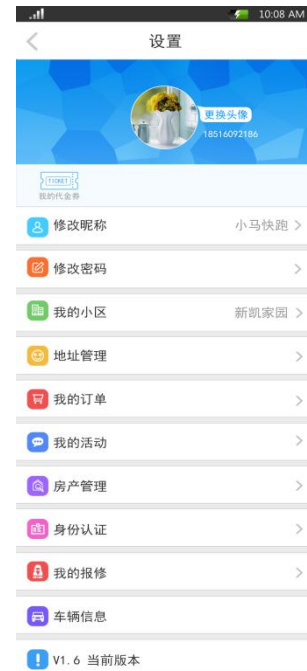 10:08 AM
设置
更换头像
18516092186
TICKET
我的代金券
修改昵称 小马快跑
修改密码
我的小区 新凯家园
地址管理
我的订单
我的活动
房产管理
身份认证
我的报修
车辆信息
V1.6 当前版本